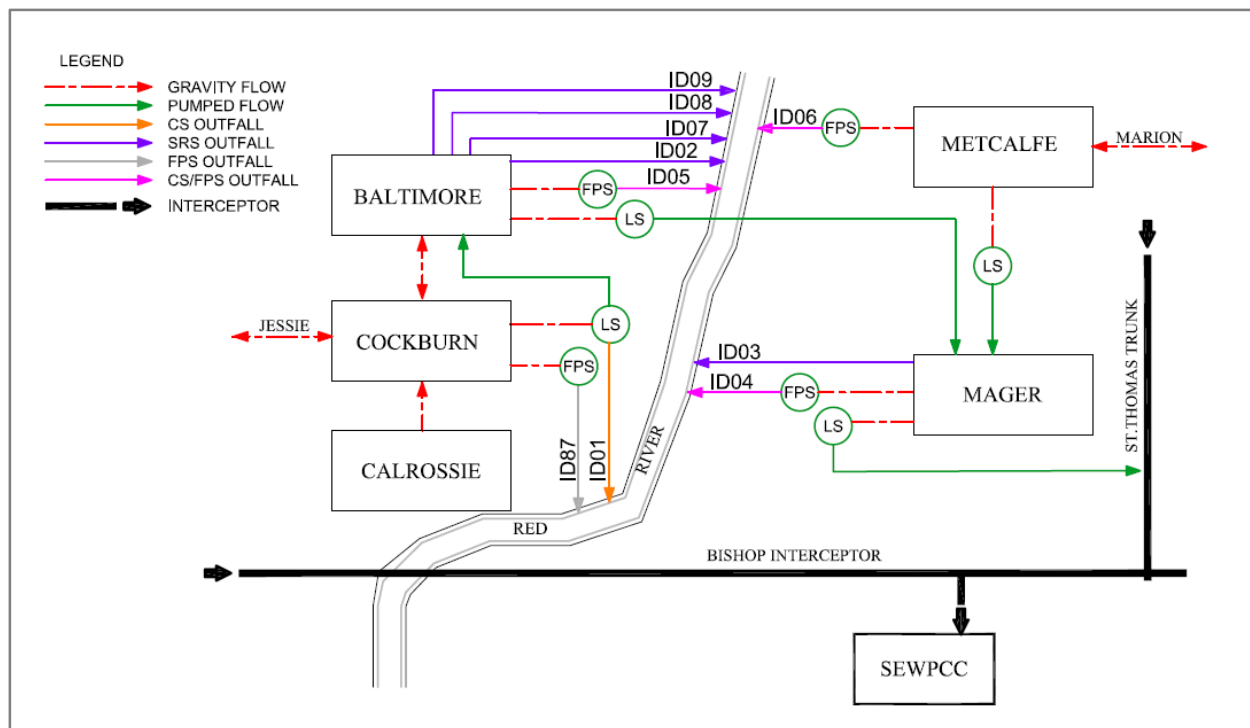 LEGEND
GRAVITY FLOW
PUMPED FLOW
CS OUTFALL
SRS OUTFALL
FPS OUTFALL
CS/FPS OUTFALL
INTERCEPTOR
ID09
ID08
ID07
ID02
ID05
FPS
LS
BALTIMORE
ID06
FPS
METCALFE
MARION
LS
JESSIE
COCKBURN
LS
FPS
CALROSSIE
ID87
ID01
ID03
ID04
FPS
LS
MAGER
ST.THOMAS TRUNK
RED
RIVER
BISHOP INTERCEPTOR
SEWPCC